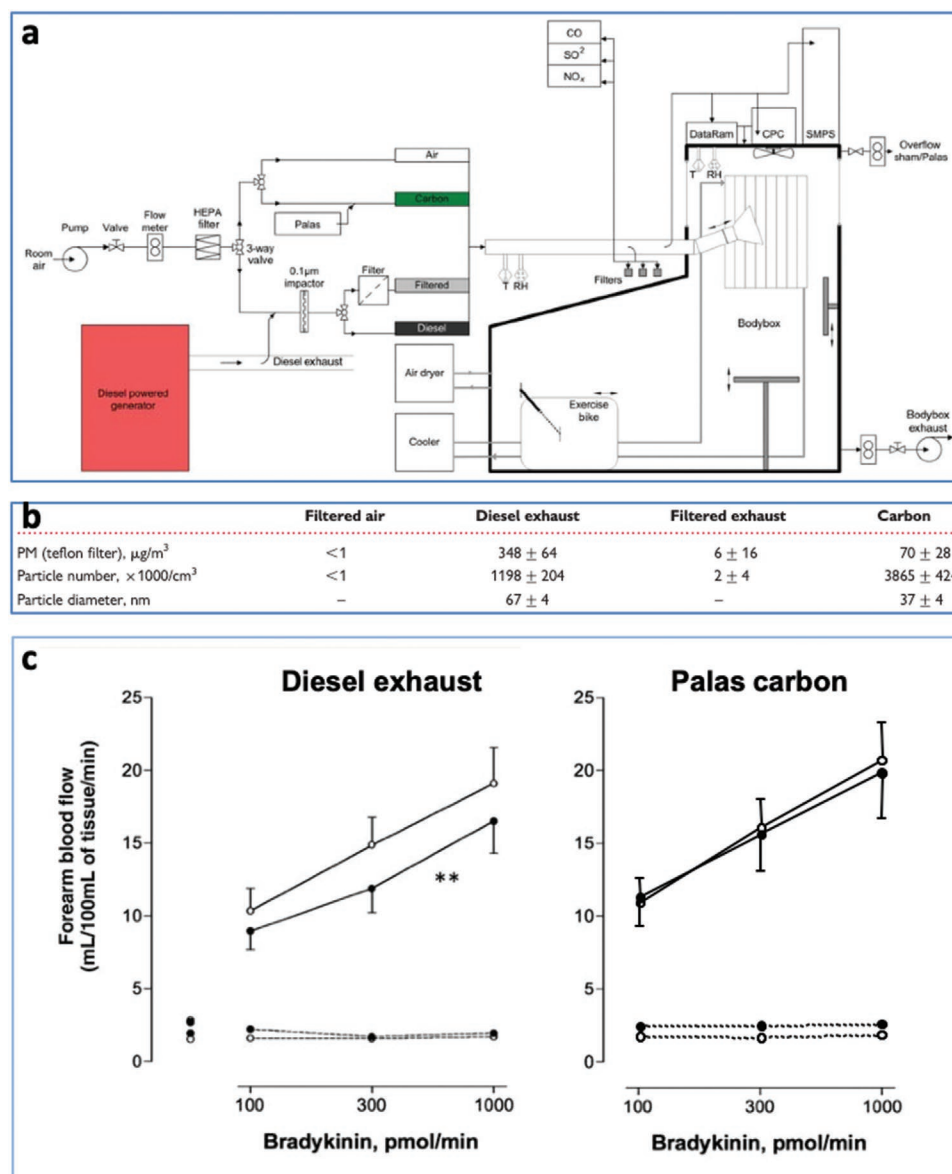 a
CO
SO2
NOx
DataRam
CPC
SMPS
T
RH
Overflow
sham/Palas
Air
Carbon
Palas
Pump
Valve
Flow
meter
HEPA
filter
Room
air
3-way
valve
0.1µm
impactor
Filter
Filtered
Diesel
T
RH
Filters
Bodybox
Diesel exhaust
Diesel powered
generator
Air dryer
Cooler
Exercise
bike
Bodybox
exhaust
b
Filtered air Diesel exhaust Filtered exhaust Carbon
PM (teflon filter), µg/m3 <1 348 ± 64 6 ± 16 70 ± 28
Particle number, ×1000/cm3 <1 1198 ± 204 2 ± 4 3865 ± 42
Particle diameter, nm – 67 ± 4 – 37 ± 4
c
Diesel exhaust
Forearm blood flow
(mL/100mL of tissue/min)
25
20
15
10
5
0
**
100 300 1000
Bradykinin, pmol/min
Palas carbon
25
20
15
10
5
0
100 300 1000
Bradykinin, pmol/min